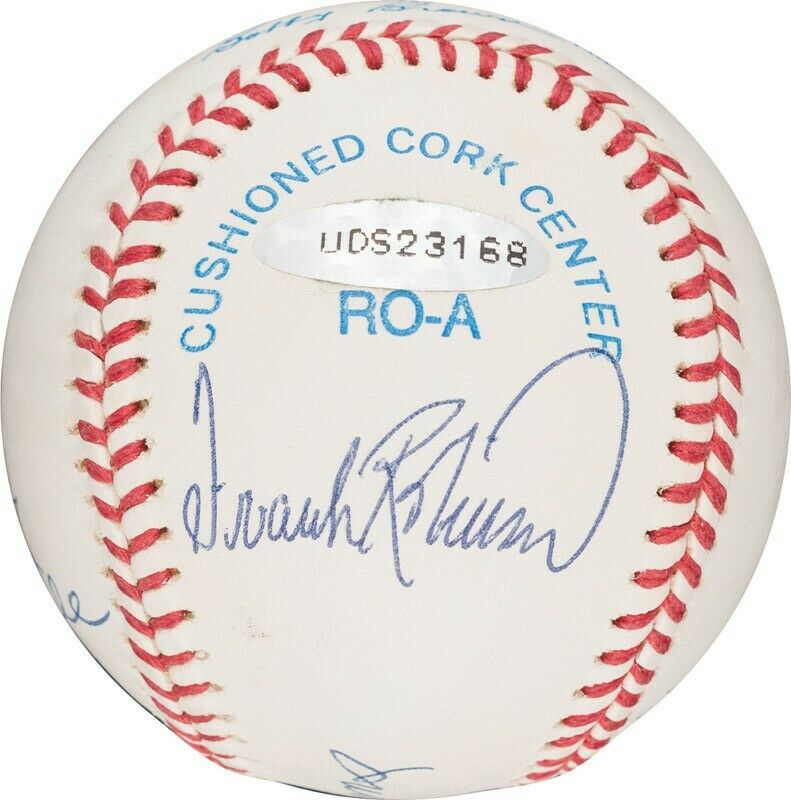 CUSHIONED CORK CENTER
UDS23168
RO-A
Frank Robinson